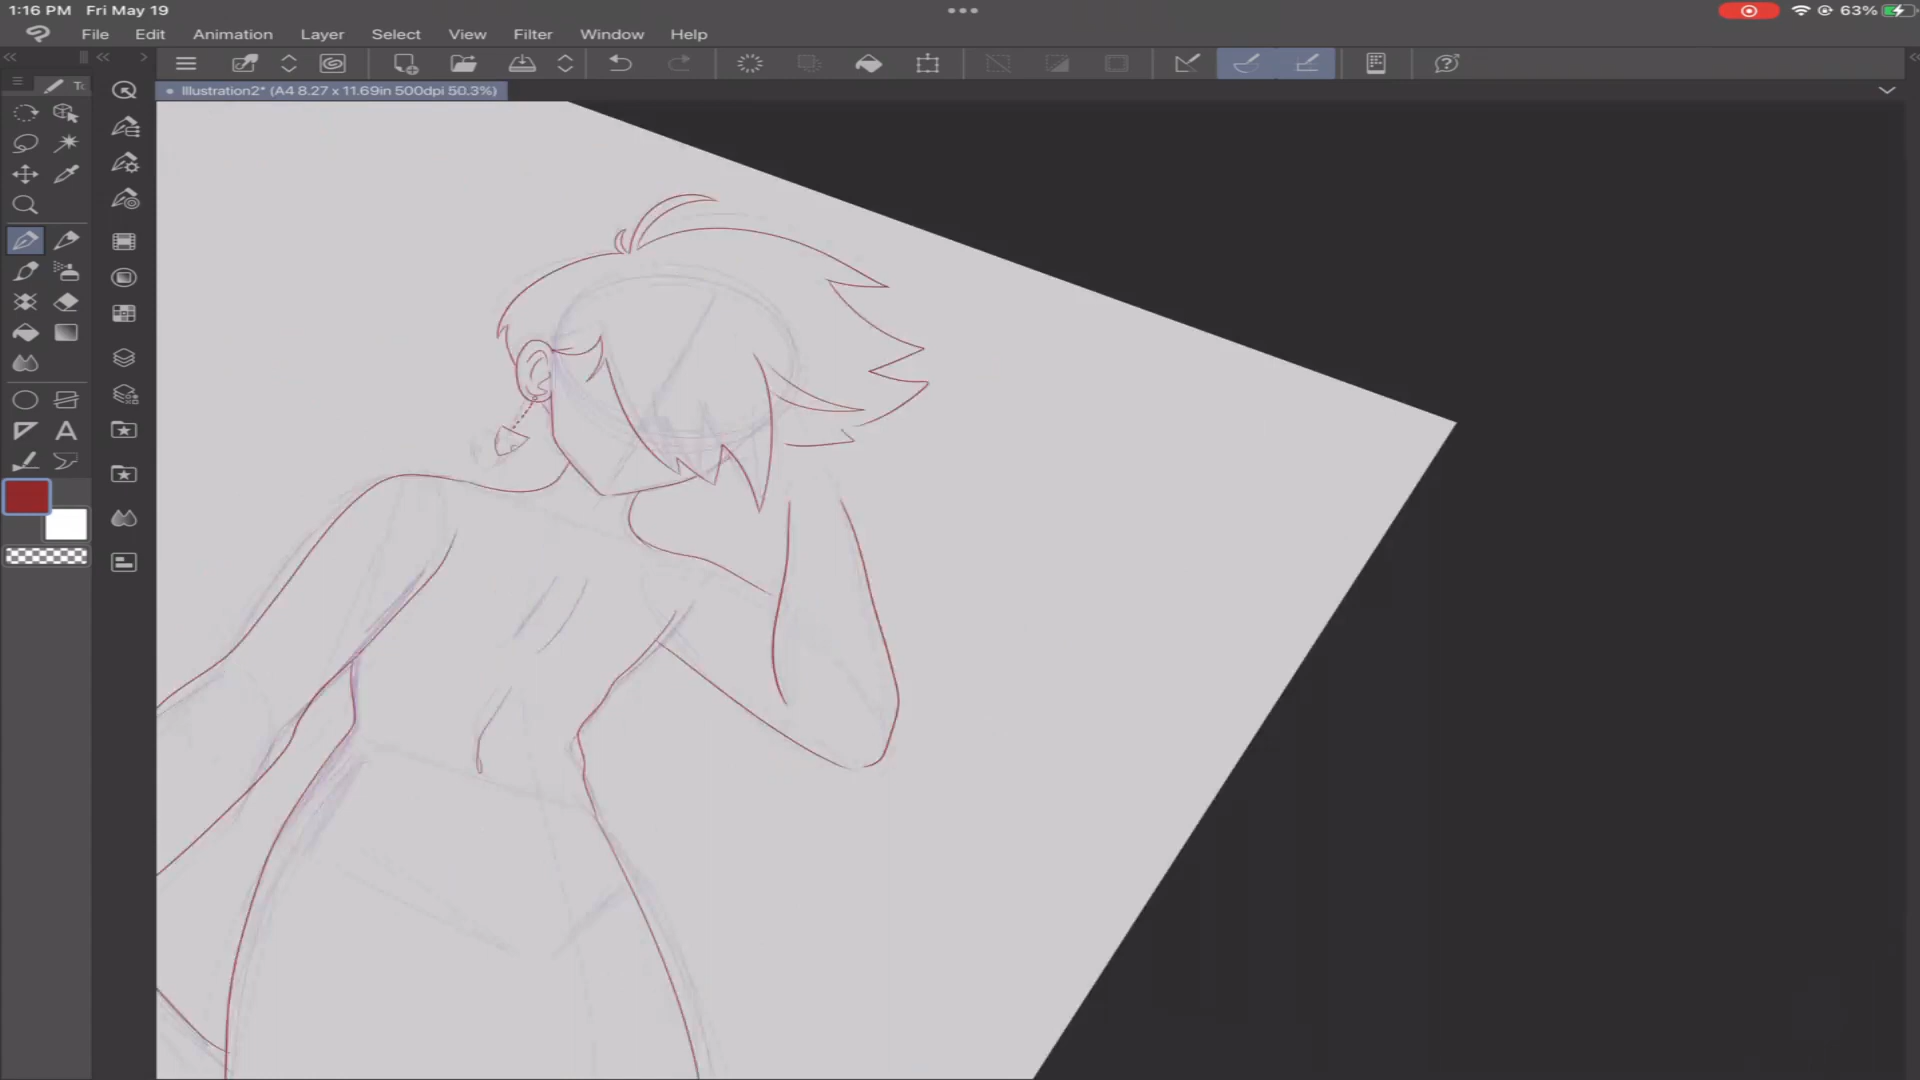 1:16 PM Fri May 19
63%
File Edit Animation Layer Select View Filter Window Help
Illustration2* (A4 8.27 x 11.69in 500dpi 50.3%)